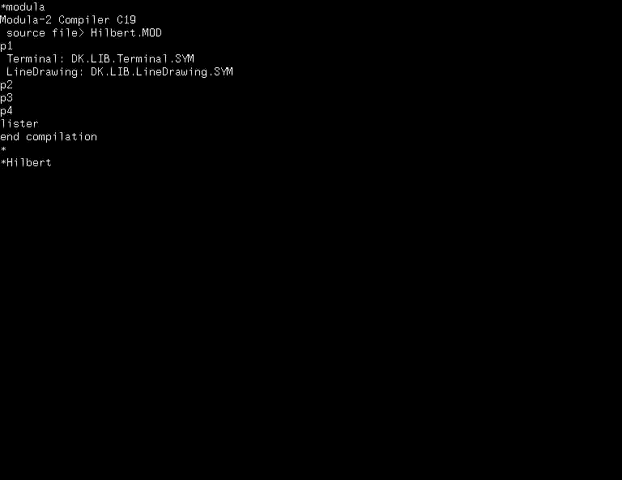 *modula
Modula-2 Compiler C19
source file> Hilbert.MOD
p1
Terminal: DK.LIB.Terminal.SYM
LineDrawing: DK.LIB.LineDrawing.SYM
p2
p3
p4
lister
end compilation
*
*Hilbert